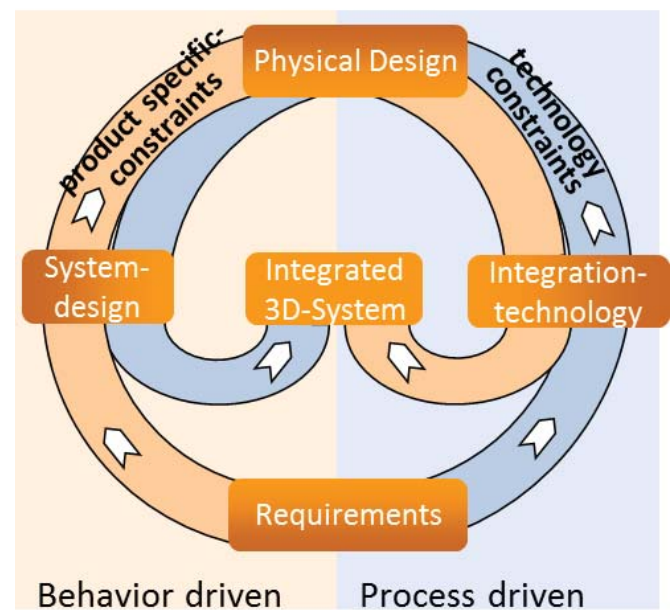 Physical Design
product specific-
constraints
technology
constraints
System-
design
Integrated
3D-System
Integration-
technology
Requirements
Behavior driven
Process driven